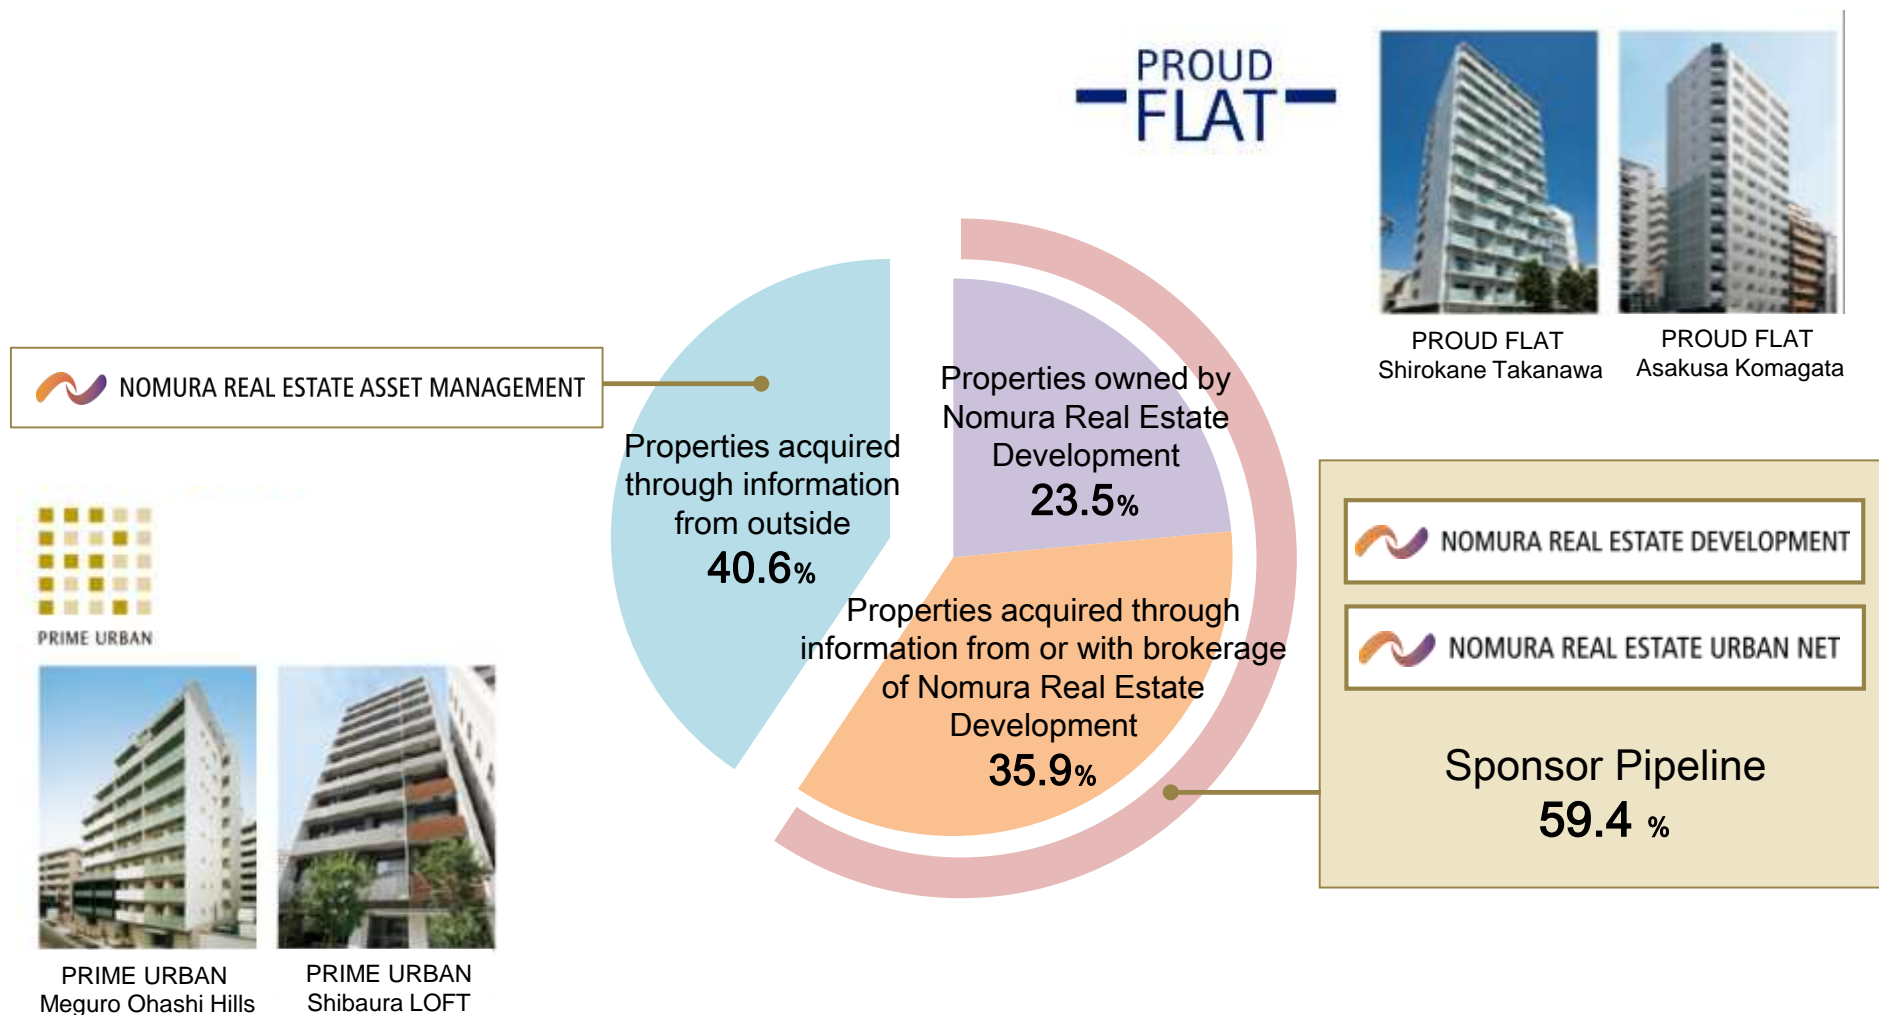 PROUD
FLAT
PROUD FLAT
Shirokane Takanawa
PROUD FLAT
Asakusa Komagata
NOMURA REAL ESTATE ASSET MANAGEMENT
Properties acquired
through information
from outside
40.6%
Properties owned by
Nomura Real Estate
Development
23.5%
Properties acquired through
information from or with brokerage
of Nomura Real Estate
Development
35.9%
NOMURA REAL ESTATE DEVELOPMENT
NOMURA REAL ESTATE URBAN NET
Sponsor Pipeline
59.4 %
PRIME URBAN
PRIME URBAN
Meguro Ohashi Hills
PRIME URBAN
Shibaura LOFT